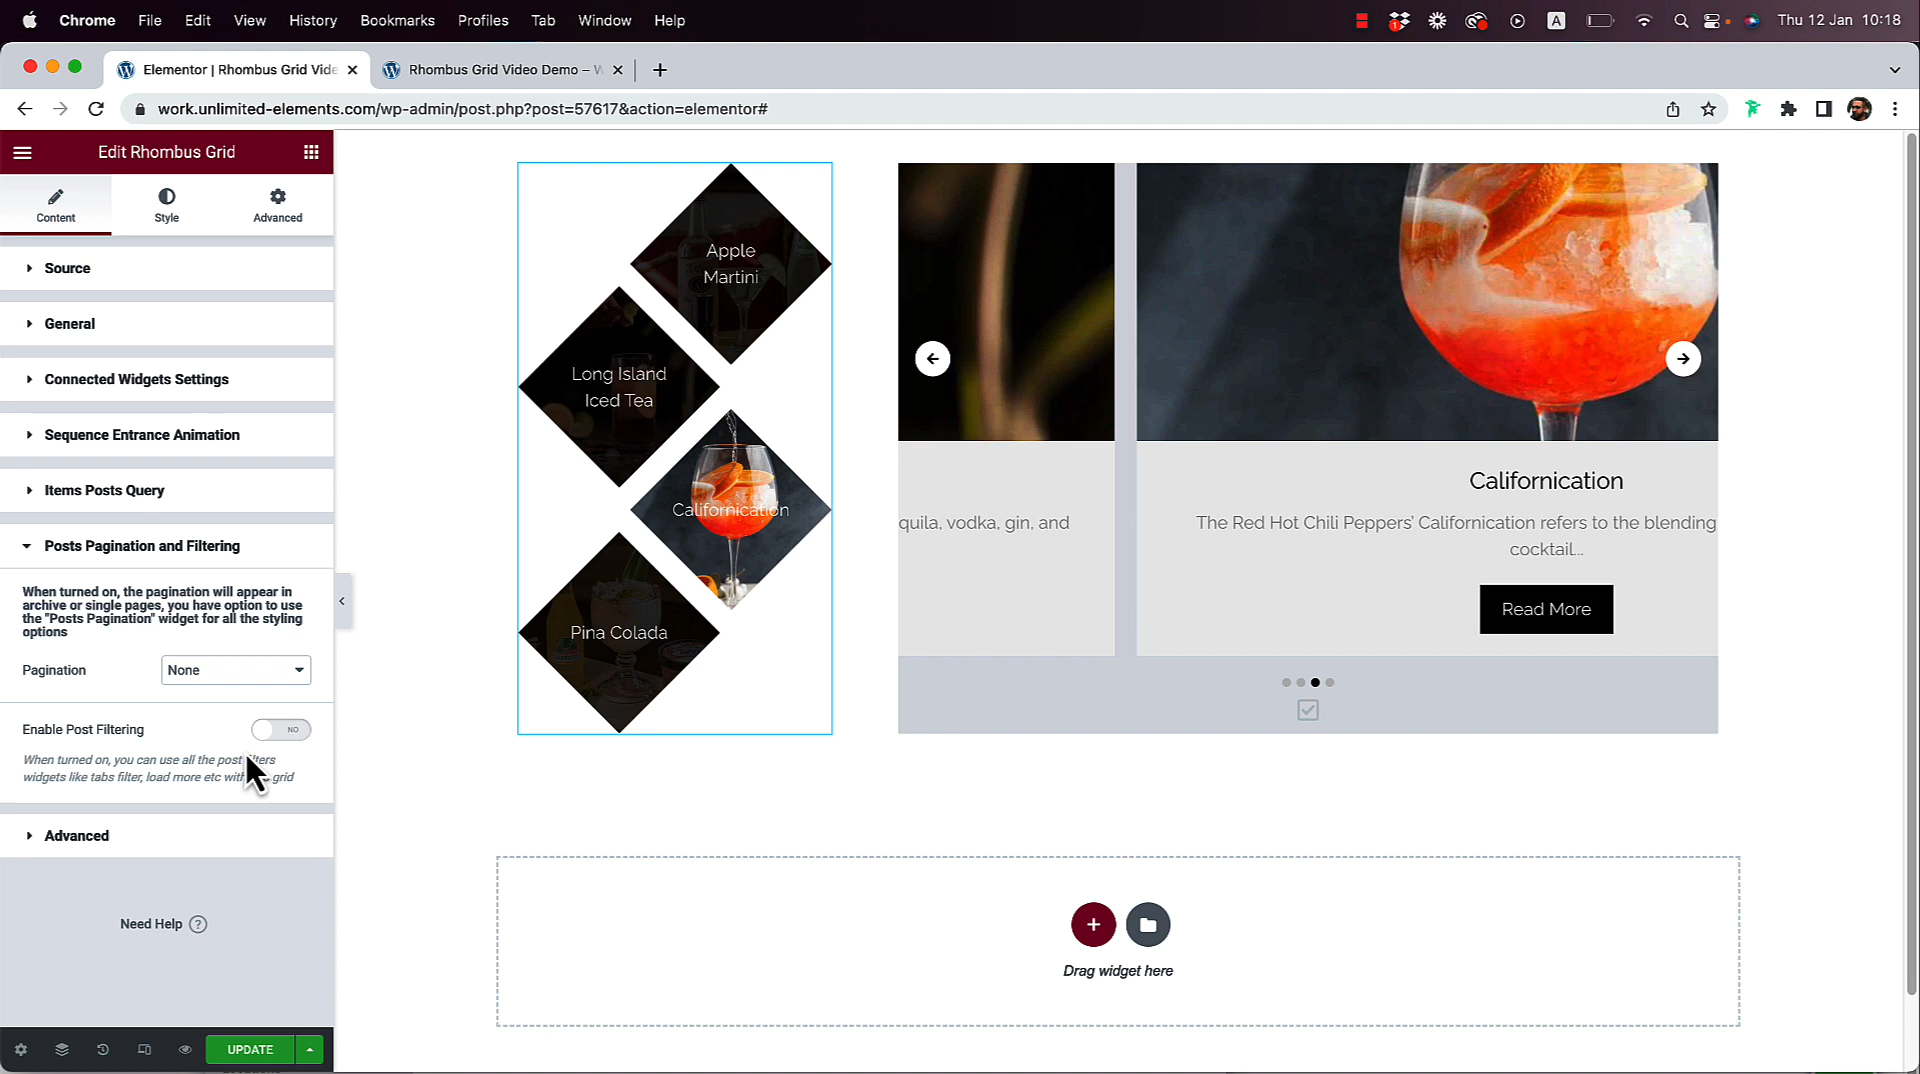 Chrome File Edit View History Bookmarks Profiles Tab Window Help
1 A Thu 12 Jan 10:18
Elementor | Rhombus Grid Vide
Rhombus Grid Video Demo – W
work.unlimited-elements.com/wp-admin/post.php?post=57617&action=elementor#
Edit Rhombus Grid
Content Style Advanced
Source
General
Connected Widgets Settings
Sequence Entrance Animation
Items Posts Query
Posts Pagination and Filtering
When turned on, the pagination will appear in
archive or single pages, you have option to use
the "Posts Pagination" widget for all the styling
options
Pagination None
Enable Post Filtering NO
When turned on, you can use all the post filters
widgets like tabs filter, load more etc with grid
Advanced
Need Help ?
UPDATE
Apple
Martini
Long Island
Iced Tea
Californication
Pina Colada
quila, vodka, gin, and
Californication
The Red Hot Chili Peppers' Californication refers to the blending
cocktail...
Read More
Drag widget here